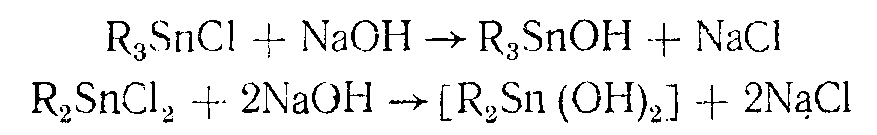 R₃SnCl + NaOH → R₃SnOH + NaCl
R₂SnCl₂ + 2NaOH → [R₂Sn (OH)₂] + 2NaCl